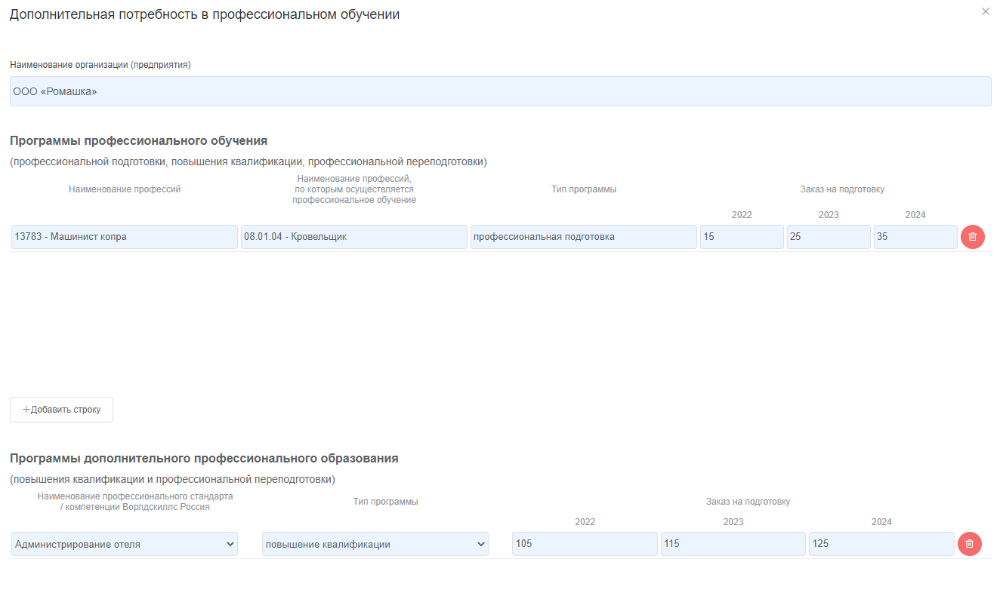 Дополнительная потребность в профессиональном обучении
Наименование организации (предприятия)
ООО «Ромашка»
Программы профессионального обучения
(профессиональной подготовки, повышения квалификации, профессиональной переподготовки)
Наименование профессий
Наименование профессий,
по которым осуществляется
профессиональное обучение
Тип программы
Заказ на подготовку
2022
2023
2024
13783 - Машинист копра
08.01.04 - Кровельщик
профессиональная подготовка
15
25
35
+Добавить строку
Программы дополнительного профессионального образования
(повышения квалификации и профессиональной переподготовки)
Наименование профессионального стандарта
/ компетенции Ворлдскиллс Россия
Тип программы
Заказ на подготовку
2022
2023
2024
Администрирование отеля
повышение квалификации
105
115
125